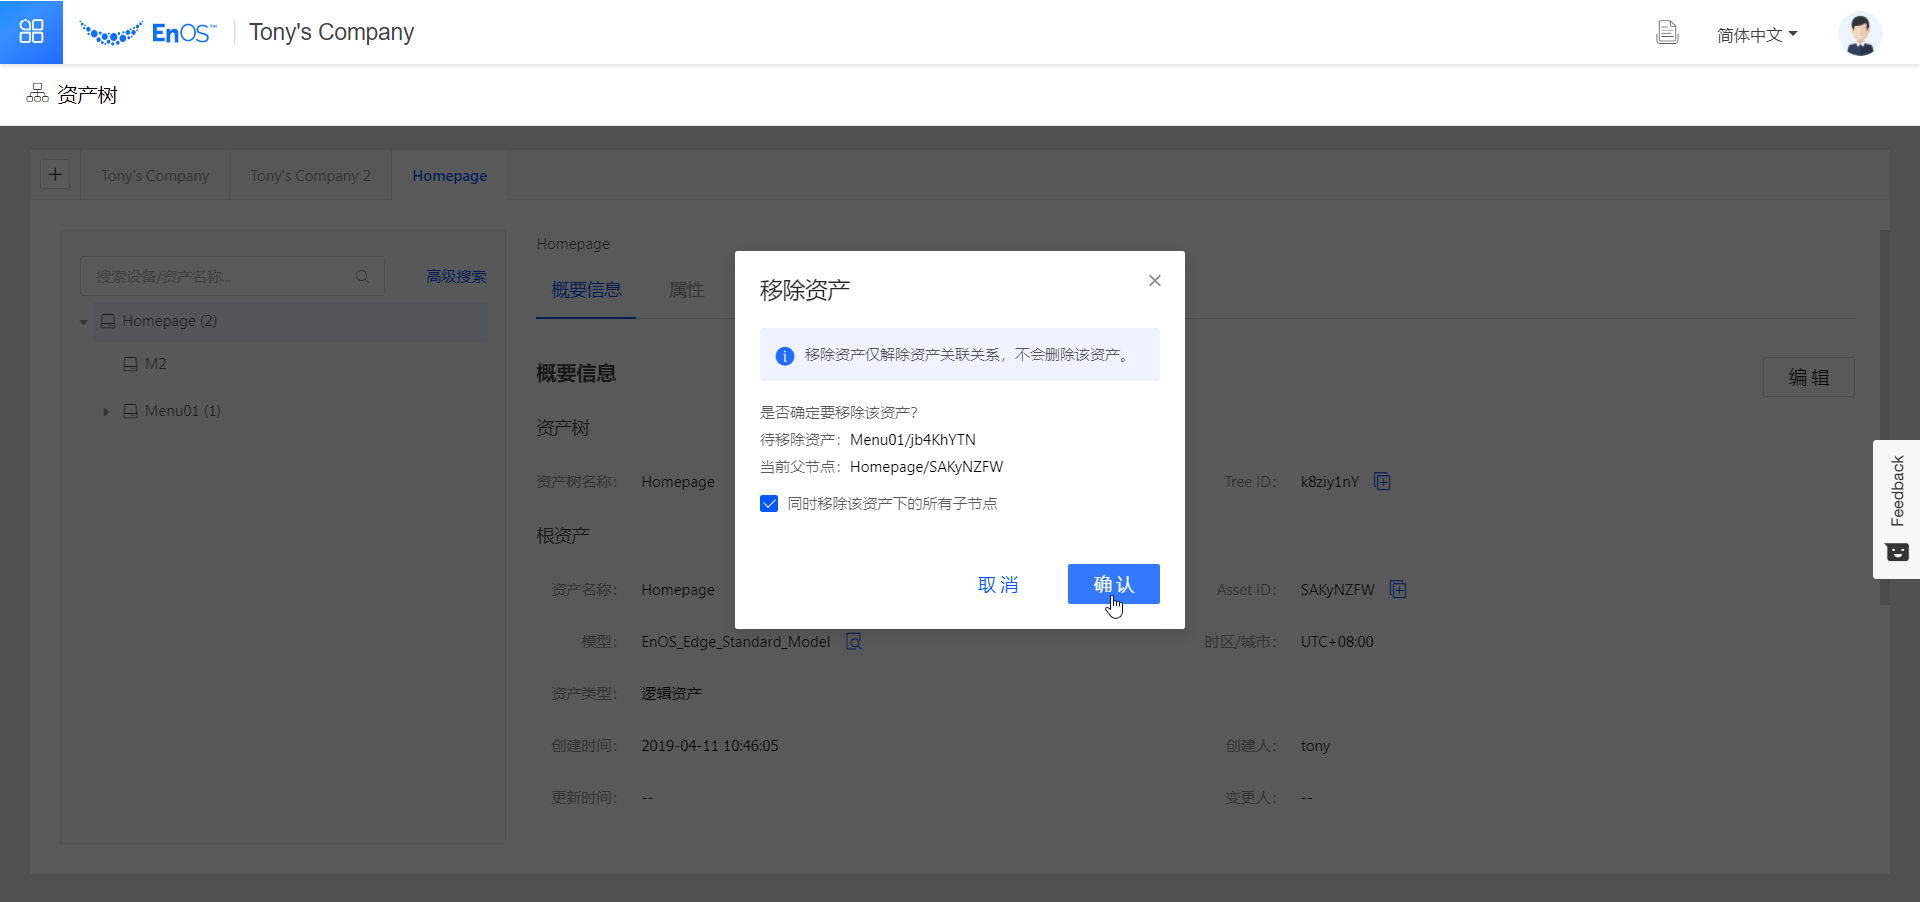 EnOS™ Tony's Company 简体中文
资产树
Tony's Company Tony's Company 2 Homepage
搜索设备/资产名称... 高级搜索
Homepage (2)
M2
Menu01 (1)
Homepage
概要信息 属性
概要信息
编 辑
资产树
资产树名称： Homepage Tree ID： k8ziy1nY
根资产
资产名称： Homepage Asset ID： SAKyNZFW
模型： EnOS_Edge_Standard_Model 时区/城市： UTC+08:00
资产类型： 逻辑资产
创建时间： 2019-04-11 10:46:05 创建人： tony
更新时间： -- 变更人： --
移除资产
移除资产仅解除资产关联关系，不会删除该资产。
是否确定要移除该资产？
待移除资产： Menu01/jb4KhYTN
当前父节点： Homepage/SAKyNZFW
同时移除该资产下的所有子节点
取 消 确 认
Feedback